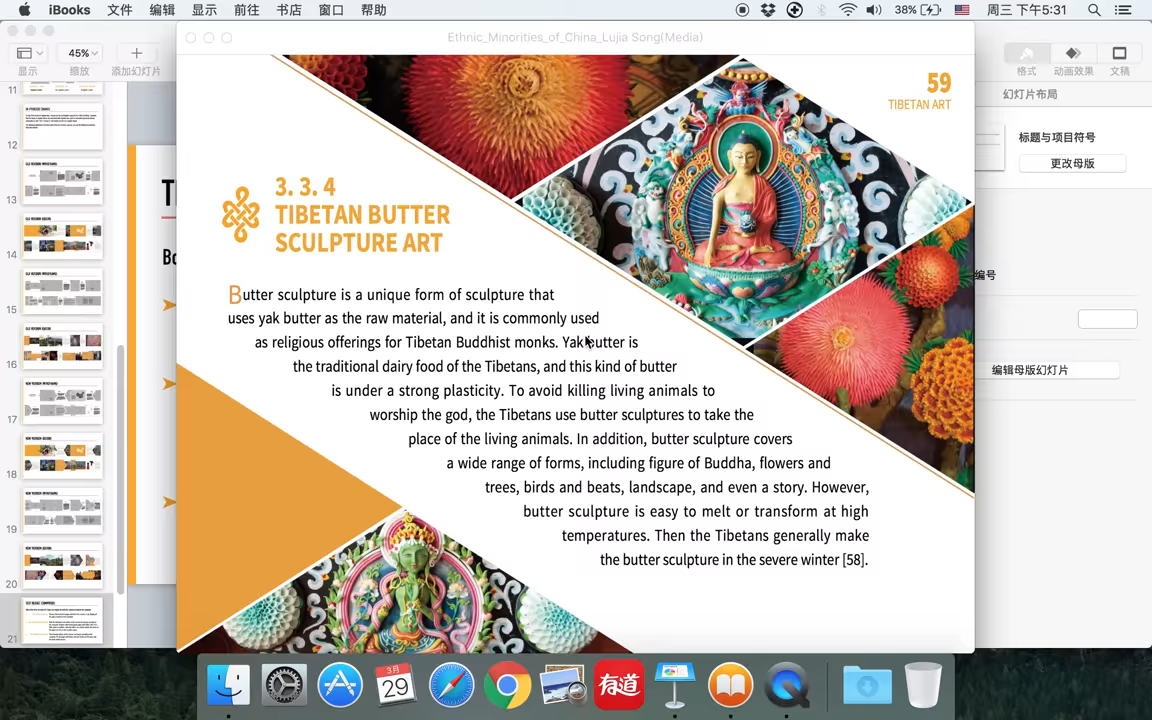 iBooks 文件 编辑 显示 前往 书店 窗口 帮助 38% 周三 下午5:31
Ethnic_Minorities_of_China_Lujia Song(Media)
45%
显示 缩放 添加幻灯片
格式 动画效果 文稿
幻灯片布局
标题与项目符号
更改母版
编号
编辑母版幻灯片
11
12
13
14
15
16
17
18
19
20
21
59
TIBETAN ART
3. 3. 4
TIBETAN BUTTER
SCULPTURE ART
Butter sculpture is a unique form of sculpture that
uses yak butter as the raw material, and it is commonly used
as religious offerings for Tibetan Buddhist monks. Yak butter is
the traditional dairy food of the Tibetans, and this kind of butter
is under a strong plasticity. To avoid killing living animals to
worship the god, the Tibetans use butter sculptures to take the
place of the living animals. In addition, butter sculpture covers
a wide range of forms, including figure of Buddha, flowers and
trees, birds and beats, landscape, and even a story. However,
butter sculpture is easy to melt or transform at high
temperatures. Then the Tibetans generally make
the butter sculpture in the severe winter [58].
3月
29
有道